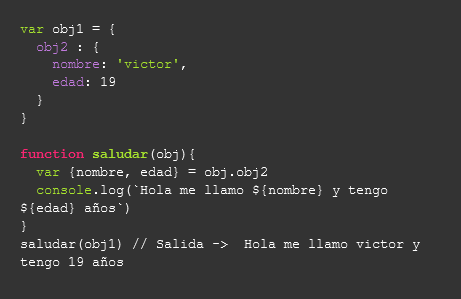 var obj1 = {
  obj2 : {
    nombre: 'victor',
    edad: 19
  }
}

function saludar(obj){
  var {nombre, edad} = obj.obj2
  console.log(`Hola me llamo ${nombre} y tengo
${edad} años`)
}
saludar(obj1) // Salida ->  Hola me llamo victor y
tengo 19 años